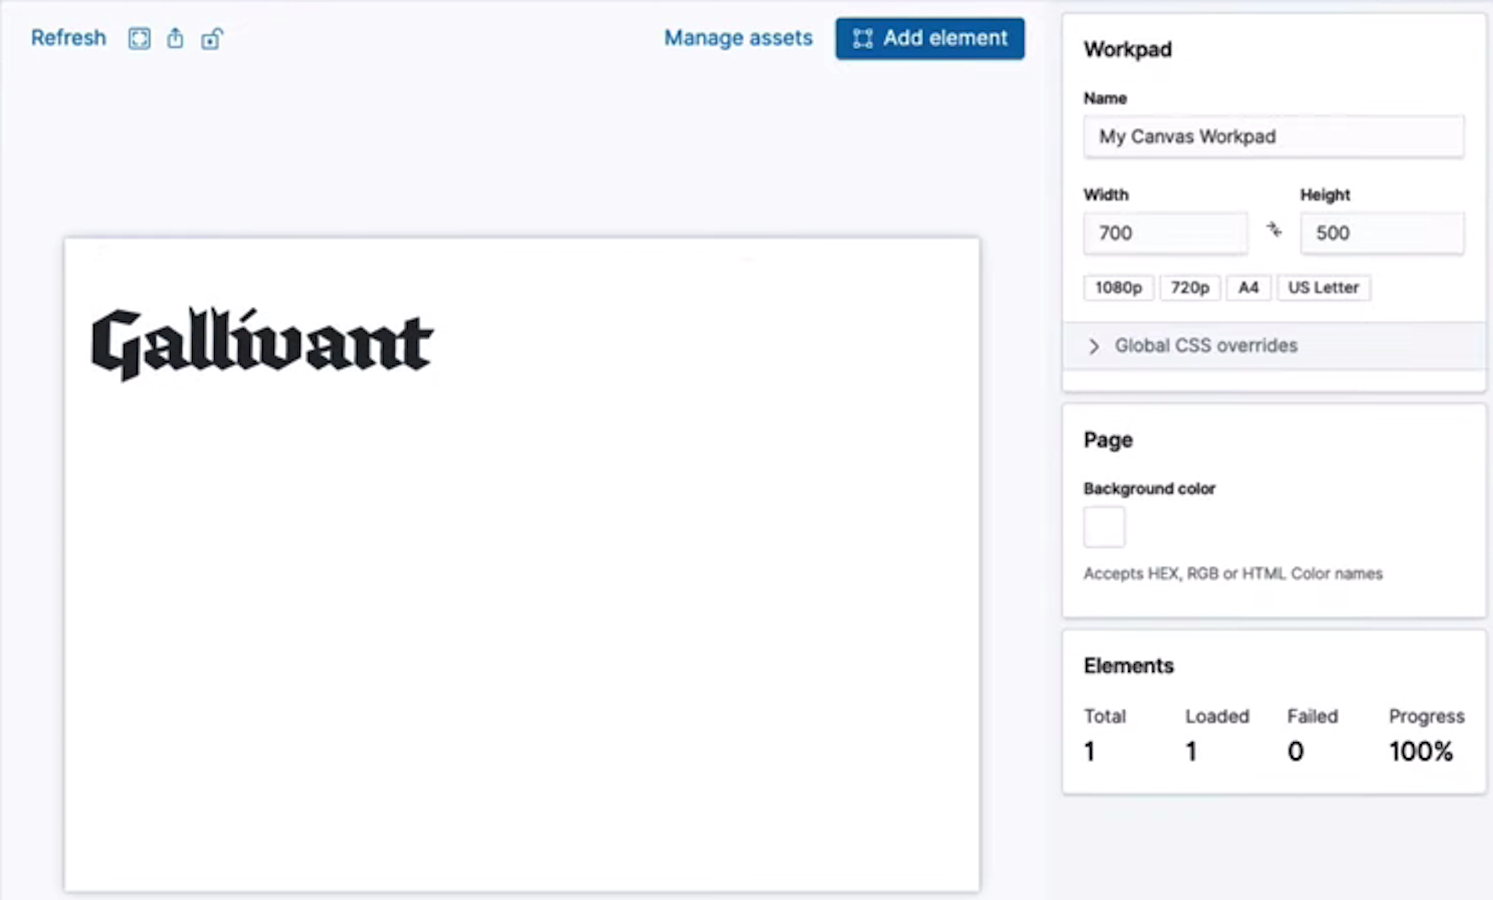 Refresh
Manage assets
Add element
Gallivant
Workpad
Name
My Canvas Workpad
Width Height
700 500
1080p 720p A4 US Letter
Global CSS overrides
Page
Background color
Accepts HEX, RGB or HTML Color names
Elements
Total Loaded Failed Progress
1 1 0 100%